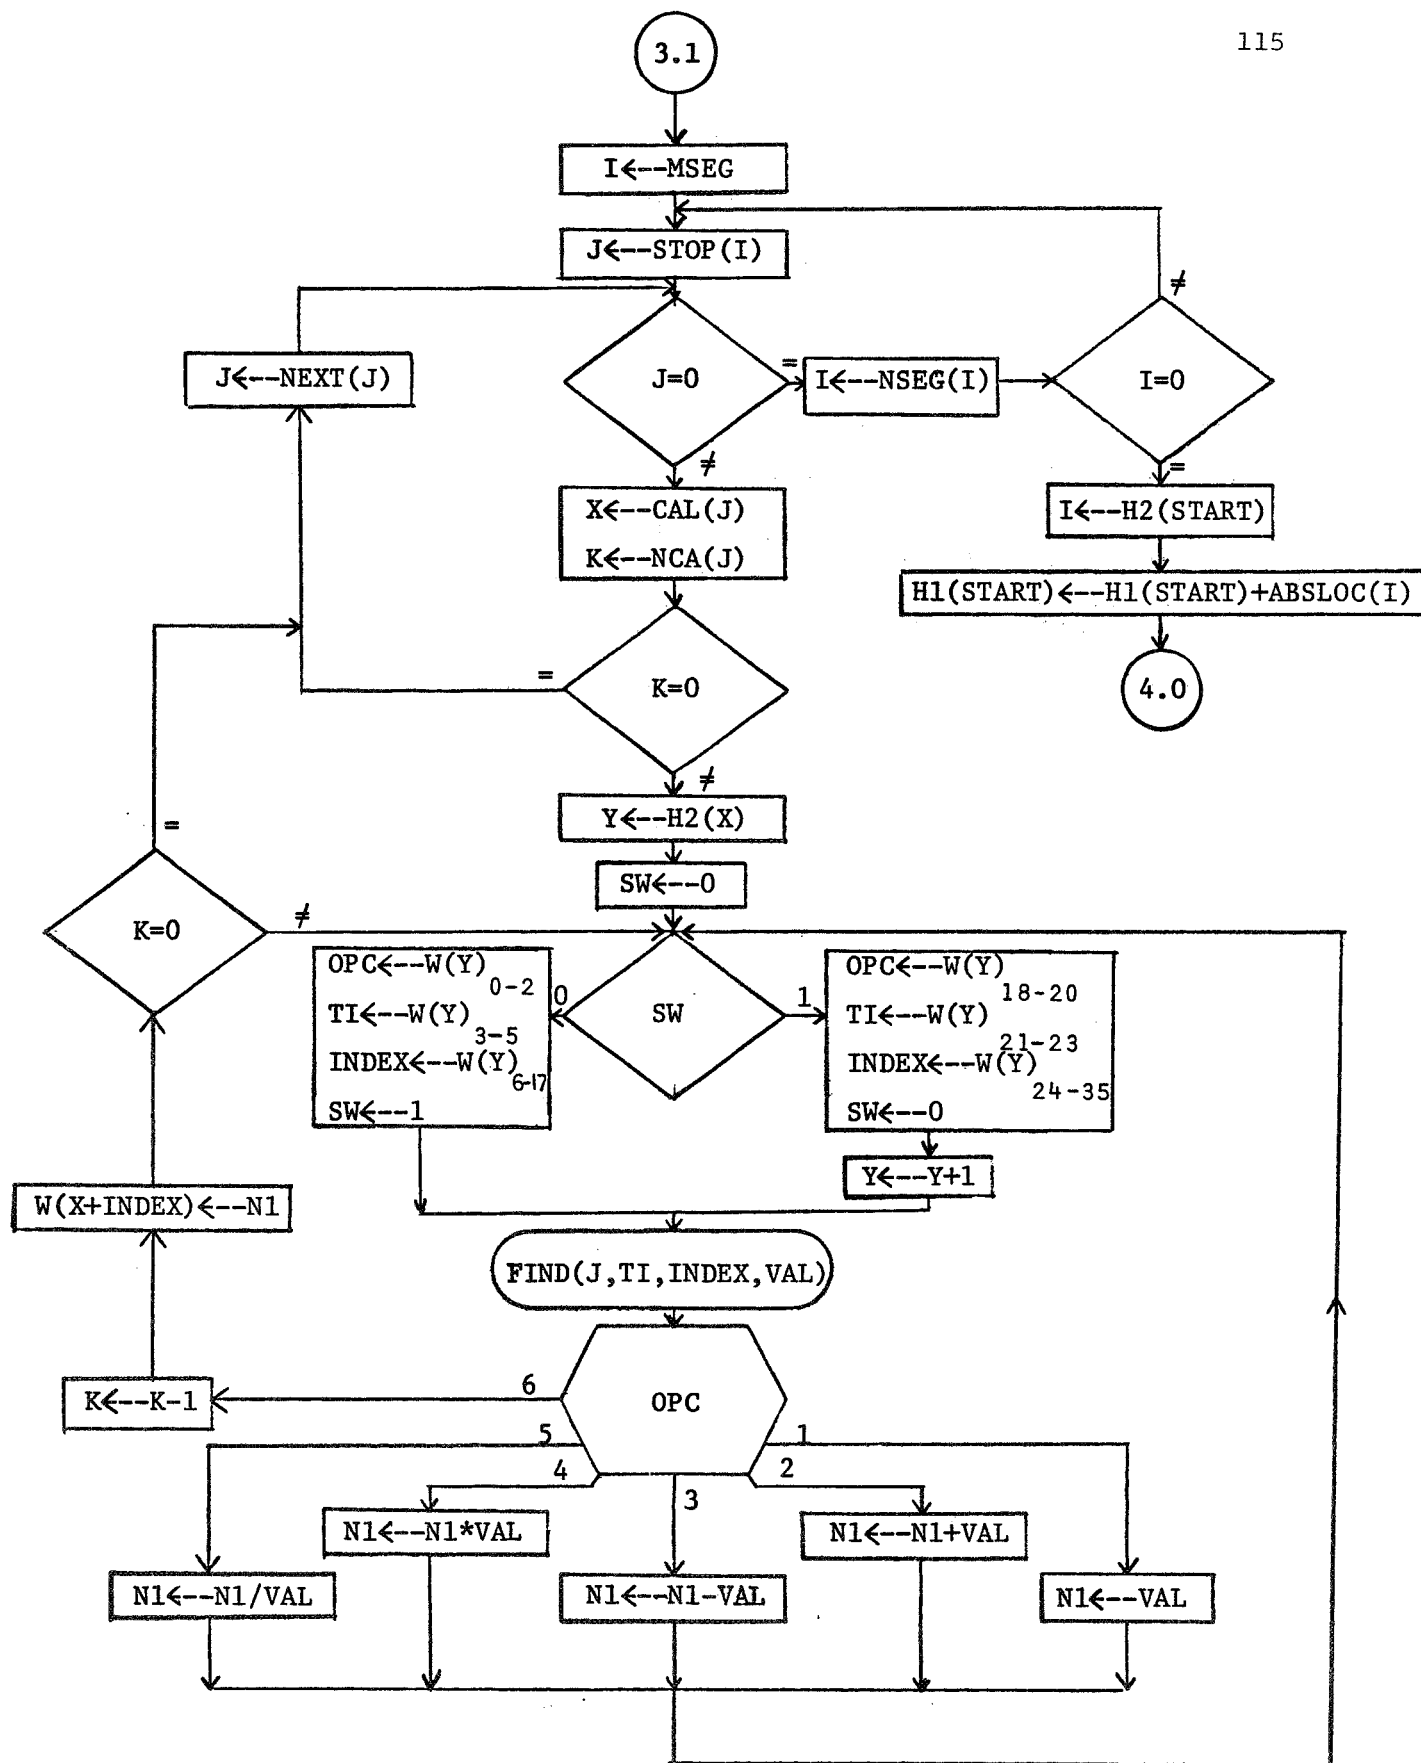 115
3.1
I<--MSEG
J<--STOP(I)
≠
J<--NEXT(J)
J=0
=
I<--NSEG(I)
I=0
≠
=
X<--CAL(J)
K<--NCA(J)
I<--H2(START)
H1(START)<--H1(START)+ABSLOC(I)
4.0
=
K=0
≠
Y<--H2(X)
=
SW<--0
K=0
≠
OPC<--W(Y)0-2
TI<--W(Y)3-5
INDEX<--W(Y)6-17
SW<--1
0
SW
1
OPC<--W(Y)18-20
TI<--W(Y)21-23
INDEX<--W(Y)24-35
SW<--0
Y<--Y+1
W(X+INDEX)<--N1
FIND(J,TI,INDEX,VAL)
K<--K-1
6
OPC
5
1
4
2
3
N1<--N1*VAL
N1<--N1+VAL
N1<--N1/VAL
N1<--N1-VAL
N1<--VAL